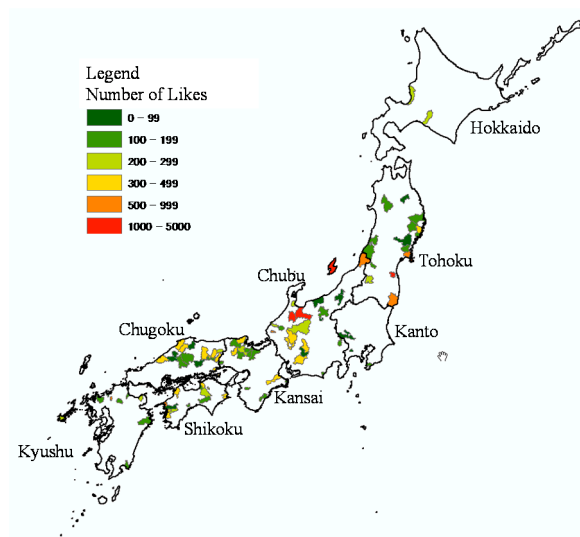 Legend
Number of Likes
0 – 99
100 – 199
200 – 299
300 – 499
500 – 999
1000 – 5000
Hokkaido
Tohoku
Chubu
Kanto
Chugoku
Kansai
Shikoku
Kyushu